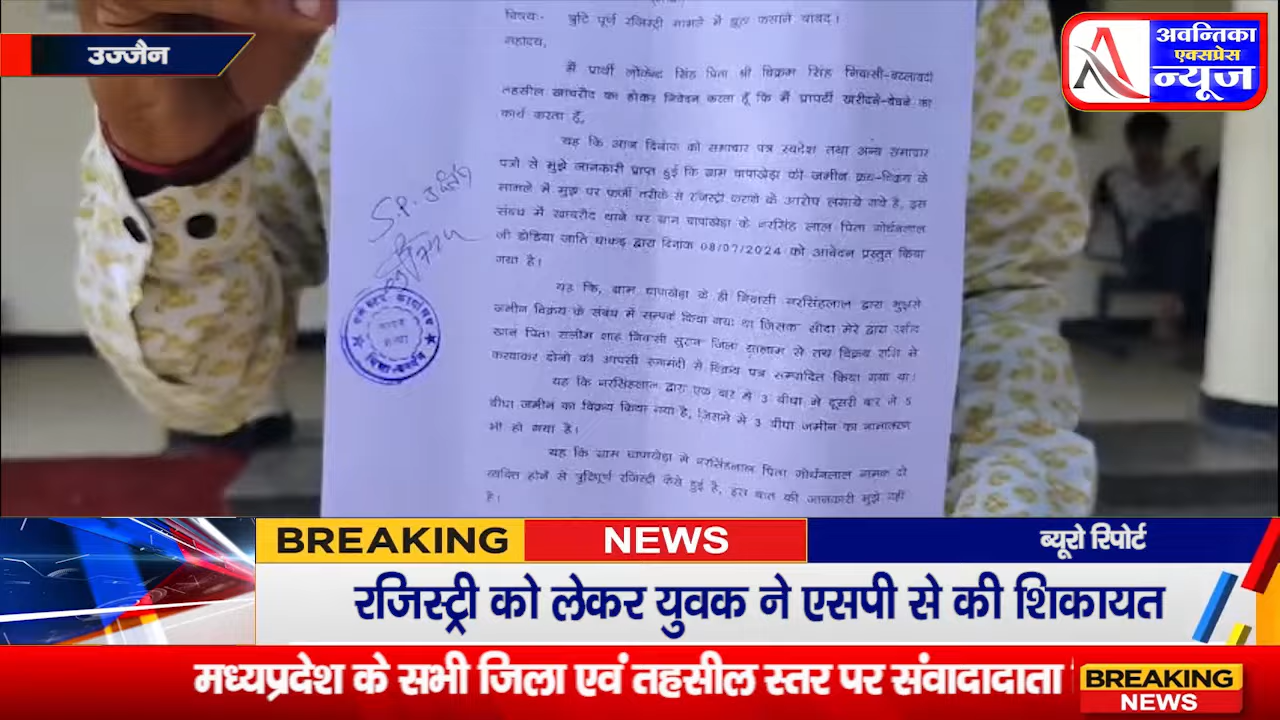 विषयः- त्रुटि पूर्ण रजिस्ट्री मामले में झूठा फसाने बाबद।
महोदय,
मैं प्रार्थी लोकेन्द्र सिंह पिता श्री विक्रम सिंह निवासी-
तहसील खाचरौद का होकर निवेदन करता हूँ कि मैं प्रापर्टी खरीदने-बेचने का
कार्य करता हूँ,
यह कि आज दिनांक को समाचार पत्र स्वदेश तथा अन्य समाचार
पत्रों से मुझे जानकारी प्राप्त हुई कि ग्राम चापाखेड़ा की जमीन क्रय-विक्रय के
मामले में मुझ पर फर्जी तरीके से रजिस्ट्री कराने के आरोप लगाये गये है, इस
संबंध में खाचरौद थाने पर ग्राम चापाखेड़ा के नरसिंह लाल पिता गोर्धनलाल
जी डोडिया जाति धाकड़ द्वारा दिनांक 08/07/2024 को आवेदन प्रस्तुत किया
गया है।
यह कि, ग्राम चापाखेड़ा के ही निवासी नरसिंहलाल द्वारा मुझसे
जमीन विक्रय के संबंध में सम्पर्क किया गया था जिसका सौदा मेरे द्वारा रशीद
खान पिता सलीम शाह निवासी जिला से तय विक्रय राशि में
करवाकर दोनों की आपसी रजामंदी से विक्रय पत्र सम्पादित किया गया था।
यह कि नरसिंहलाल द्वारा एक बार में 3 बीघा में दूसरी बार में 5
बीघा जमीन का विक्रय किया गया है, जिसमें में 3 बीघा जमीन का नामांतरण
भी हो गया है।
यह कि ग्राम चापाखेड़ा में नरसिंहलाल पिता गोर्धनलाल नामक दो
व्यक्ति होने से त्रुटिपूर्ण रजिस्ट्री कैसे हुई है, इस बात की जानकारी मुझे नहीं
है।
S.P.
उज्जैन
अवन्तिका
एक्सप्रेस
न्यूज
BREAKING NEWS
ब्यूरो रिपोर्ट
रजिस्ट्री को लेकर युवक ने एसपी से की शिकायत
मध्यप्रदेश के सभी जिला एवं तहसील स्तर पर संवादादाता
BREAKING
NEWS